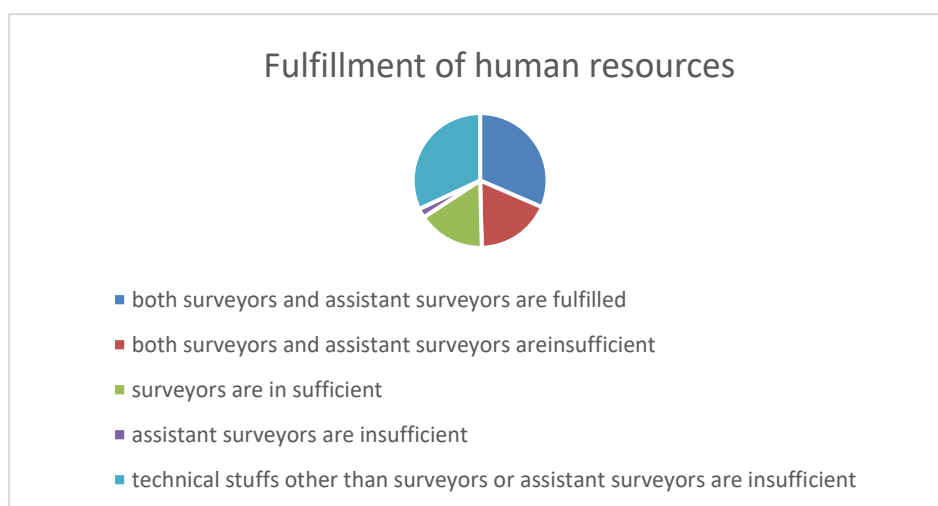 Fulfillment of human resources
both surveyors and assistant surveyors are fulfilled
both surveyors and assistant surveyors areinsufficient
surveyors are in sufficient
assistant surveyors are insufficient
technical stuffs other than surveyors or assistant surveyors are insufficient